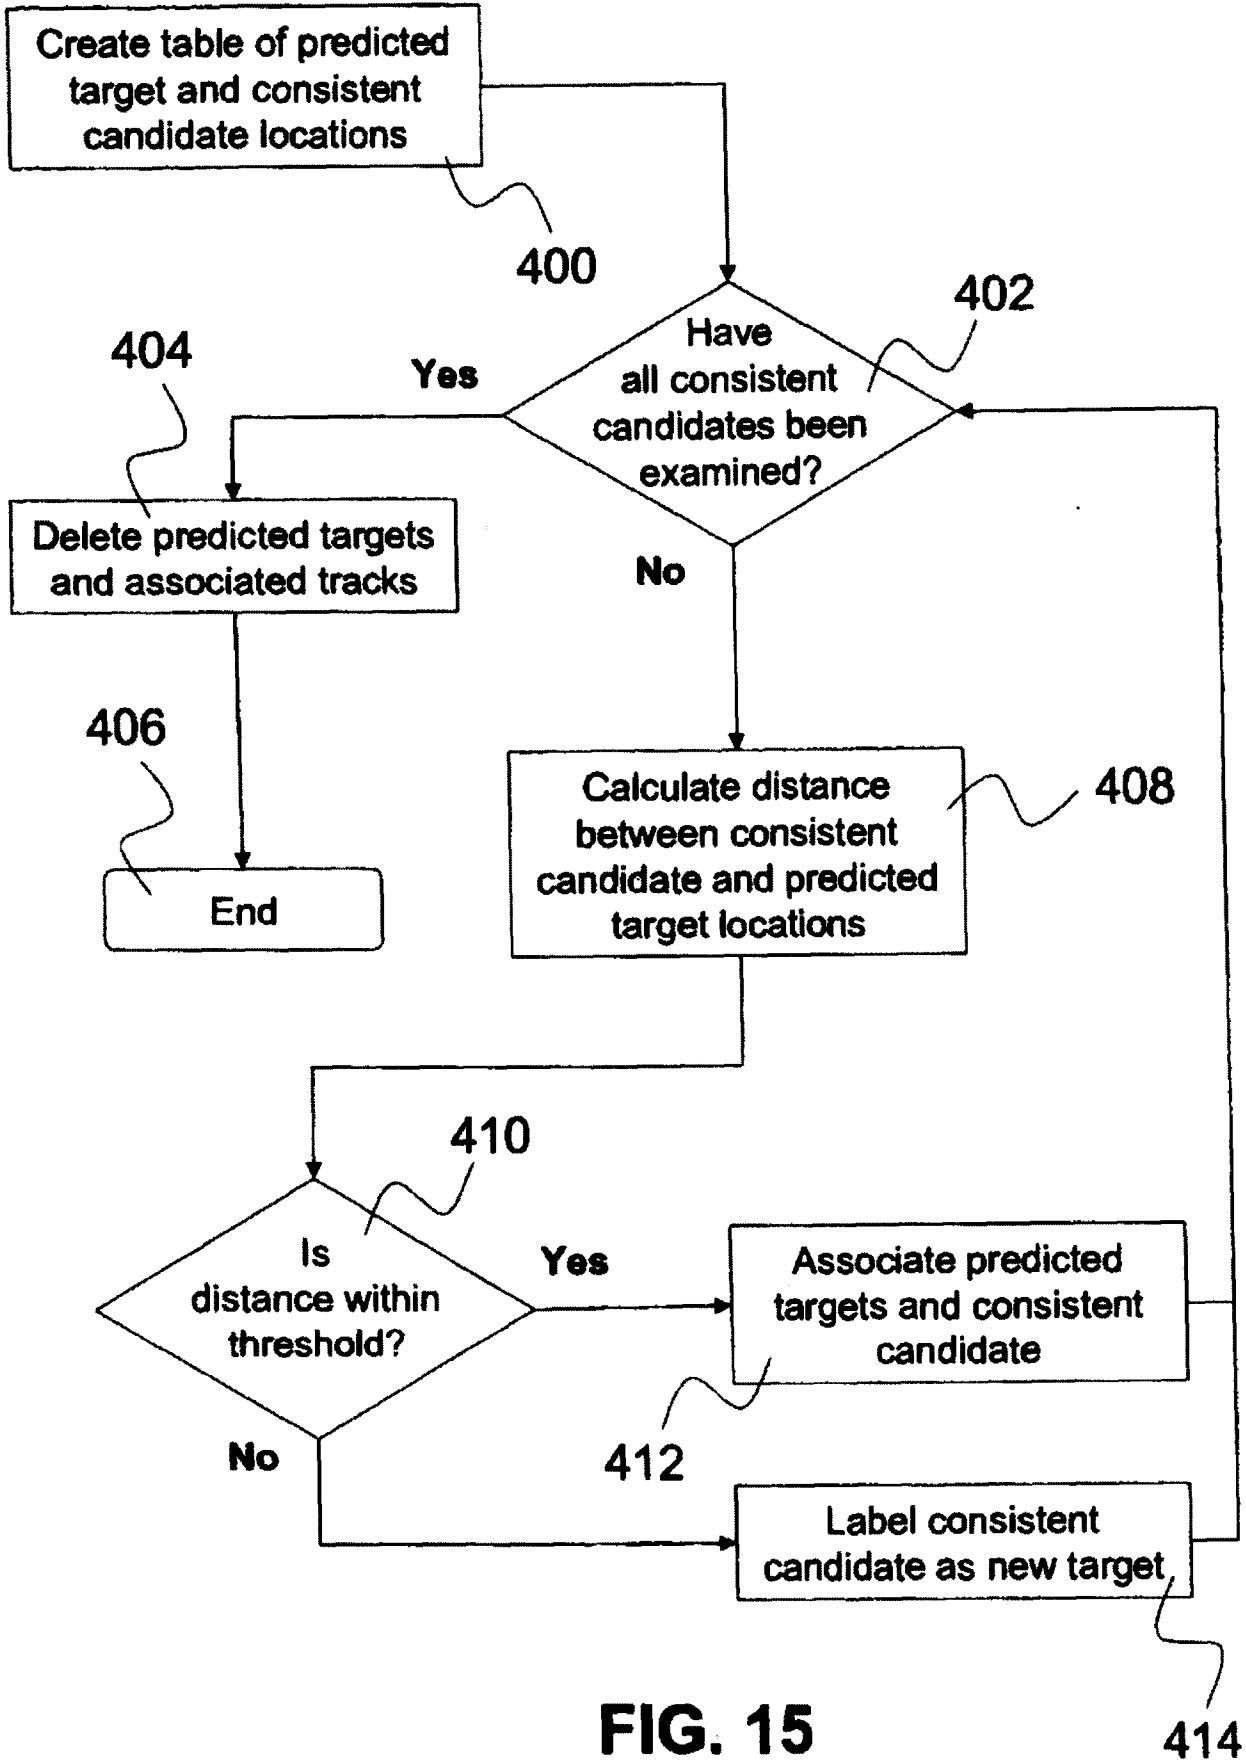 Create table of predicted
target and consistent
candidate locations
400
402
Have
all consistent
candidates been
examined?
404
Yes
Delete predicted targets
and associated tracks
No
406
End
Calculate distance
between consistent
candidate and predicted
target locations
408
410
Is
distance within
threshold?
Yes
Associate predicted
targets and consistent
candidate
412
No
Label consistent
candidate as new target
414
FIG. 15